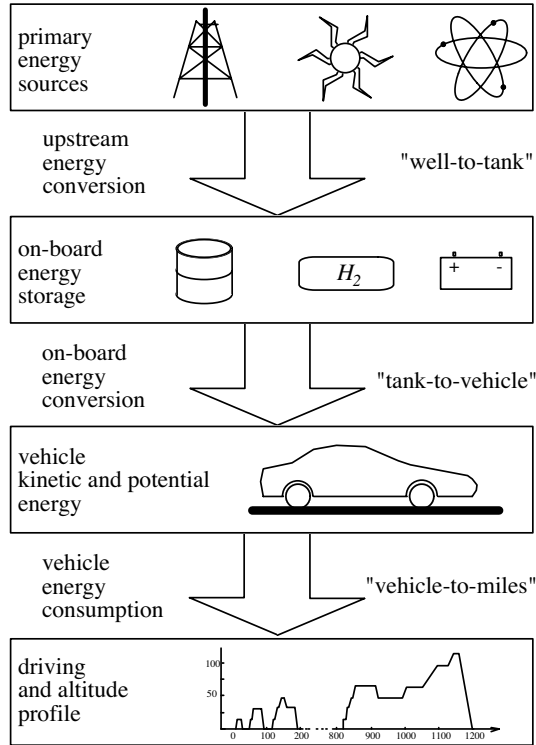 primary
energy
sources
upstream
energy
conversion
"well-to-tank"
on-board
energy
storage
H2
+ -
on-board
energy
conversion
"tank-to-vehicle"
vehicle
kinetic and potential
energy
vehicle
energy
consumption
"vehicle-to-miles"
driving
and altitude
profile
100
50
0 100 200 800 900 1000 1100 1200